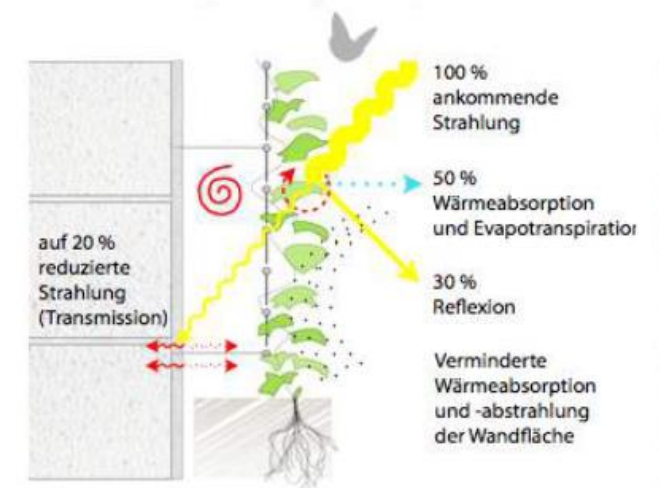 100 %
ankommende
Strahlung
50 %
Wärmeabsorption
und Evapotranspiration
30 %
Reflexion
Verminderte
Wärmeabsorption
und -abstrahlung
der Wandfläche
auf 20 %
reduzierte
Strahlung
(Transmission)